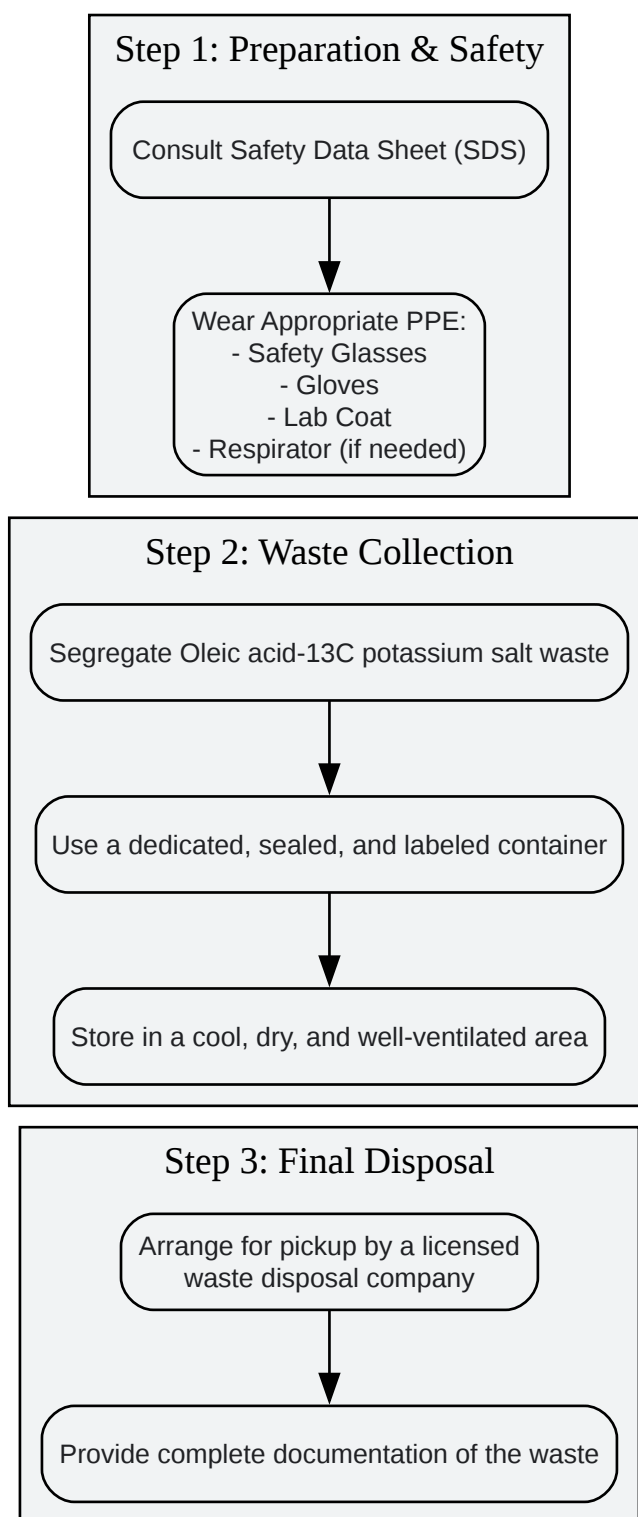 Step 1: Preparation & Safety
Consult Safety Data Sheet (SDS)
Wear Appropriate PPE:
- Safety Glasses
- Gloves
- Lab Coat
- Respirator (if needed)
Step 2: Waste Collection
Segregate Oleic acid-13C potassium salt waste
Use a dedicated, sealed, and labeled container
Store in a cool, dry, and well-ventilated area
Step 3: Final Disposal
Arrange for pickup by a licensed
waste disposal company
Provide complete documentation of the waste